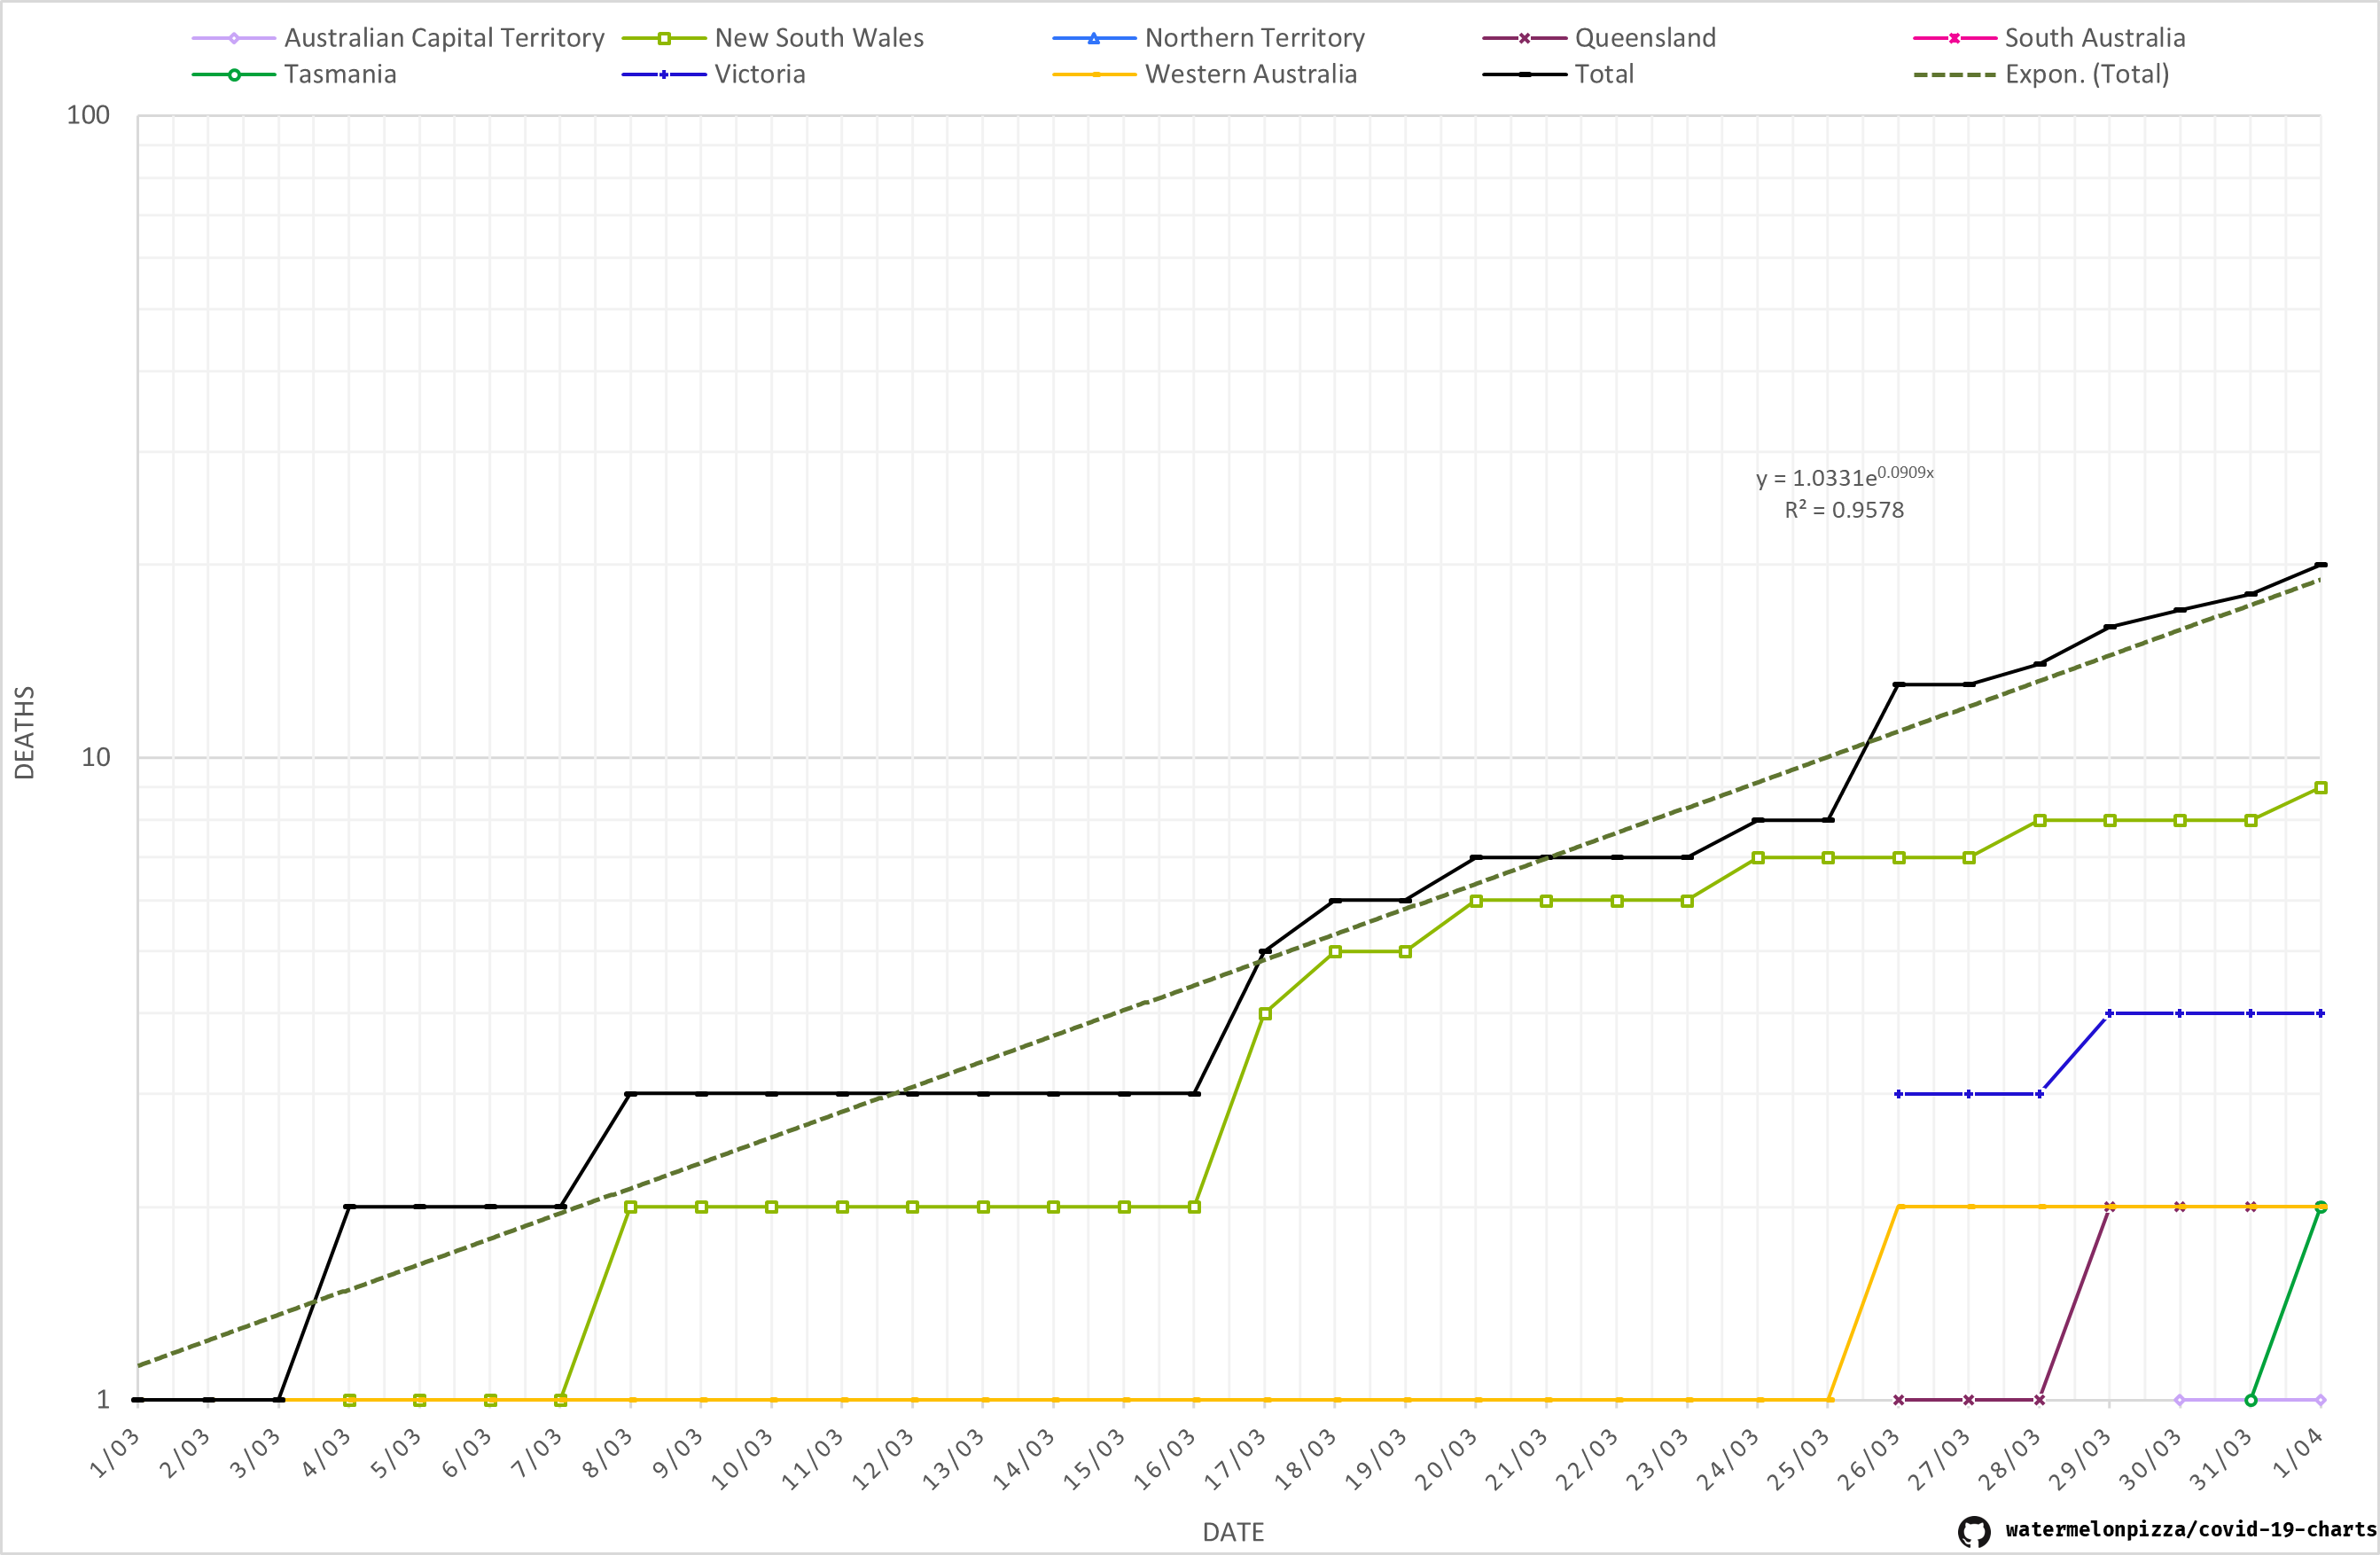 Australian Capital Territory New South Wales Northern Territory Queensland South Australia
Tasmania Victoria Western Australia Total Expon. (Total)
100
y = 1.0331e^0.0909x
R² = 0.9578
DEATHS
10
1
1/03 2/03 3/03 4/03 5/03 6/03 7/03 8/03 9/03 10/03 11/03 12/03 13/03 14/03 15/03 16/03 17/03 18/03 19/03 20/03 21/03 22/03 23/03 24/03 25/03 26/03 27/03 28/03 29/03 30/03 31/03 1/04
DATE
watermelonpizza/covid-19-charts